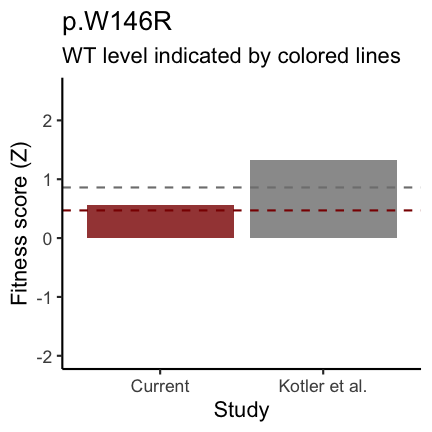 p.W146R
WT level indicated by colored lines
Fitness score (Z)
2
1
0
-1
-2
Current
Kotler et al.
Study